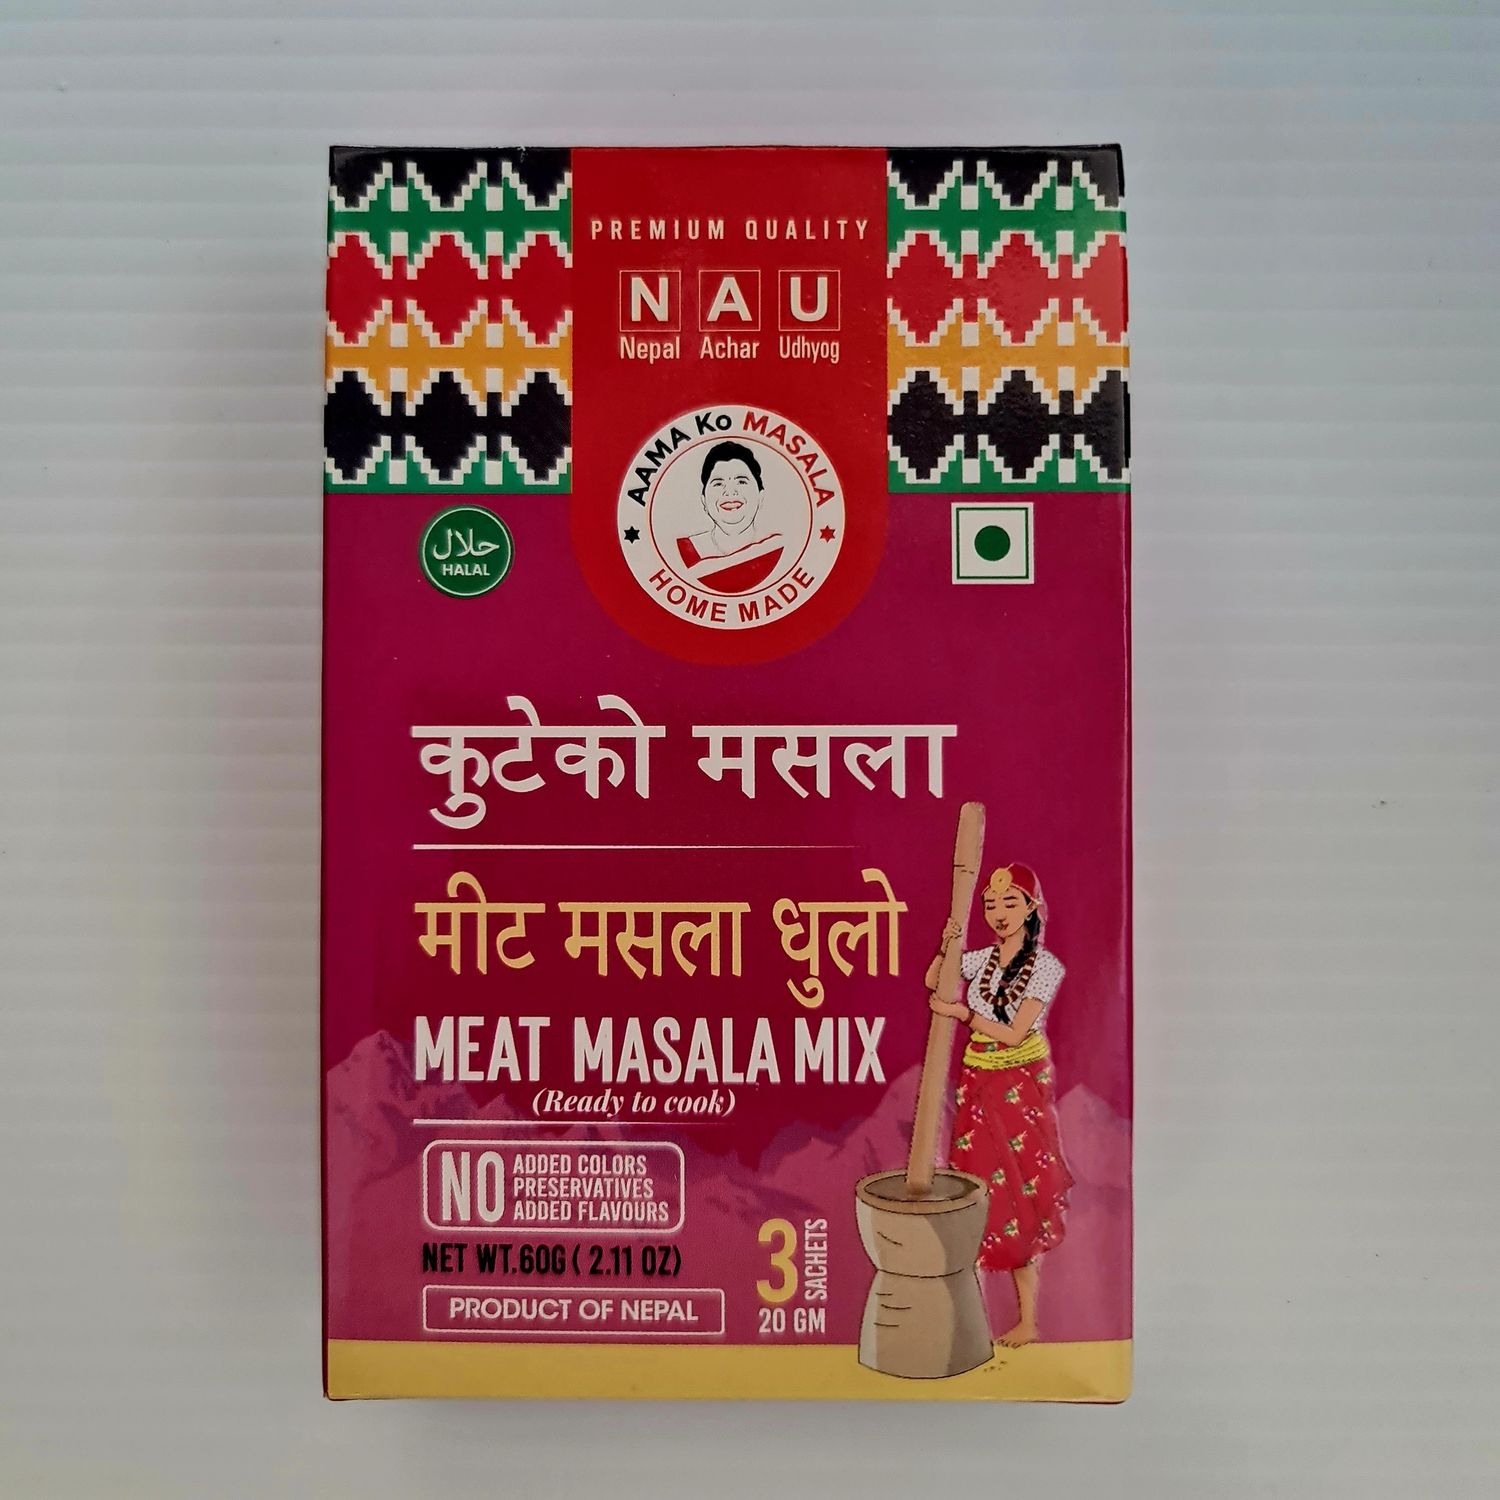 PREMIUM QUALITY
N A U
Nepal Achar Udhyog
AAMA Ko MASALA
HOME MADE
حلال
HALAL
कुटेको मसला
मीट मसला धुलो
MEAT MASALA MIX
(Ready to cook)
NO ADDED COLORS
PRESERVATIVES
ADDED FLAVOURS
NET WT.60G ( 2.11 OZ)
PRODUCT OF NEPAL
3 SACHETS
20 GM